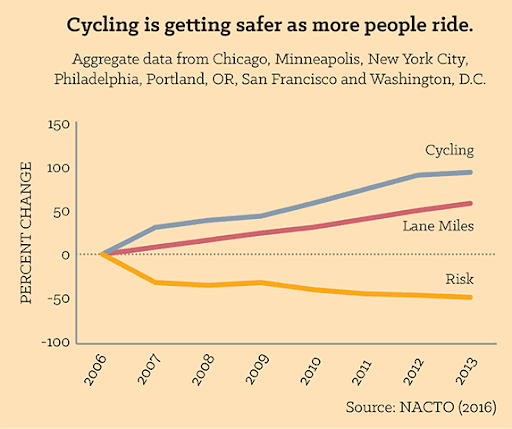 Cycling is getting safer as more people ride.
Aggregate data from Chicago, Minneapolis, New York City,
Philadelphia, Portland, OR, San Francisco and Washington, D.C.
PERCENT CHANGE
150
100
50
0
-50
-100
Cycling
Lane Miles
Risk
2006
2007
2008
2009
2010
2011
2012
2013
Source: NACTO (2016)